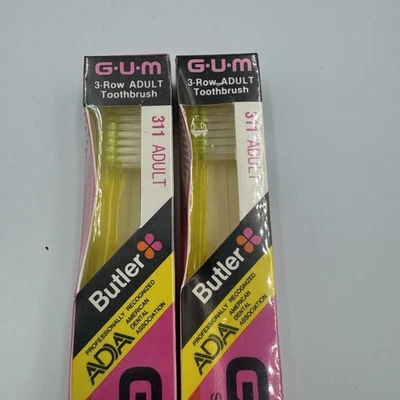 G·U·M
3-Row ADULT
Toothbrush
311 ADULT
Butler
PROFESSIONALLY RECOGNIZED
AMERICAN
DENTAL
ASSOCIATION
ADA
G
G·U·M
3-Row ADULT
Toothbrush
311 ADULT
Butler
PROFESSIONALLY RECOGNIZED
AMERICAN
DENTAL
ASSOCIATION
ADA
G